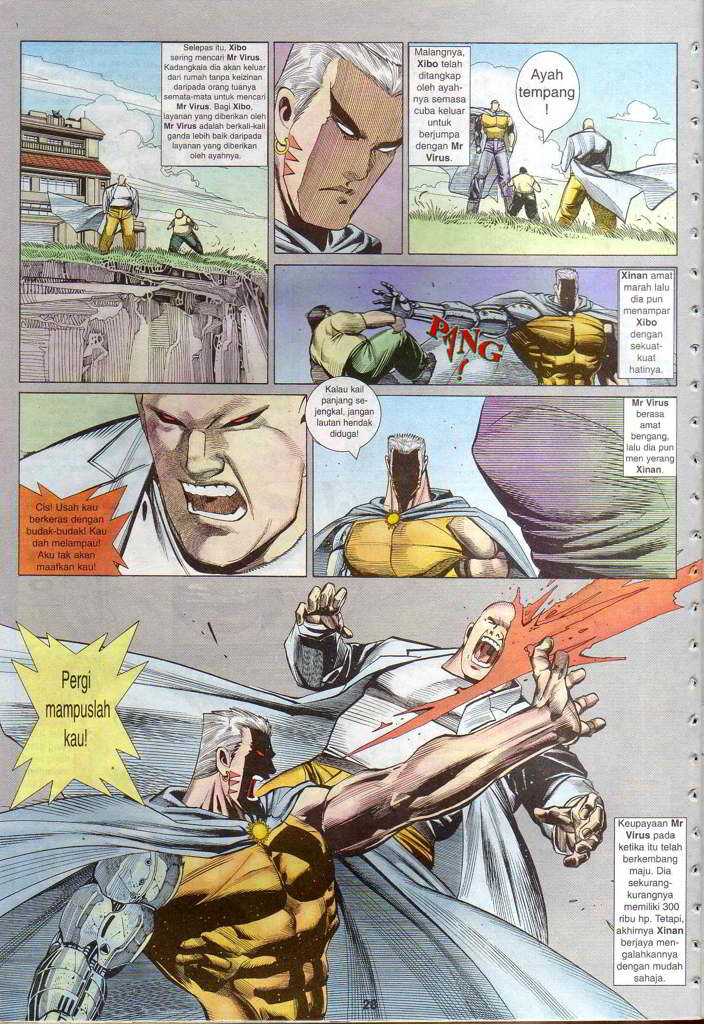 Selepas itu, Xibo
sering mencari Mr Virus.
Kadangkala dia akan keluar
dari rumah tanpa keizinan
daripada orang tuanya
semata-mata untuk mencari
Mr Virus. Bagi Xibo,
layanan yang diberikan oleh
Mr Virus adalah berkali-kali
ganda lebih baik daripada
layanan yang diberikan
oleh ayahnya.
Malangnya,
Xibo telah
ditangkap
oleh ayah-
nya semasa
cuba keluar
untuk
berjumpa
dengan
Mr Virus.
Ayah
tempang
!
Xinan amat
marah lalu
dia pun
menampar
Xibo
dengan
sekuat-
kuat
hatinya.
PANG
!
Cis! Usah kau
berkeras dengan
budak-budak! Kau
dah melampau!
Aku tak akan
maafkan kau!
Kalau kail
panjang se-
jengkal, jangan
lautan hendak
diduga!
Mr Virus
berasa
amat
bengang,
lalu dia pun
men yerang
Xinan.
Pergi
mampuslah
kau!
Keupayaan Mr
Virus pada
ketika itu telah
berkembang
maju. Dia
sekurang-
kurangnya
memiliki 300
ribu hp. Tetapi,
akhirnya Xinan
berjaya men-
galahkannya
dengan mudah
sahaja.
28